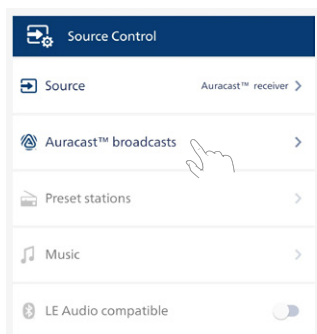 Source Control
Source Auracast™ receiver
Auracast™ broadcasts
Preset stations
Music
LE Audio compatible